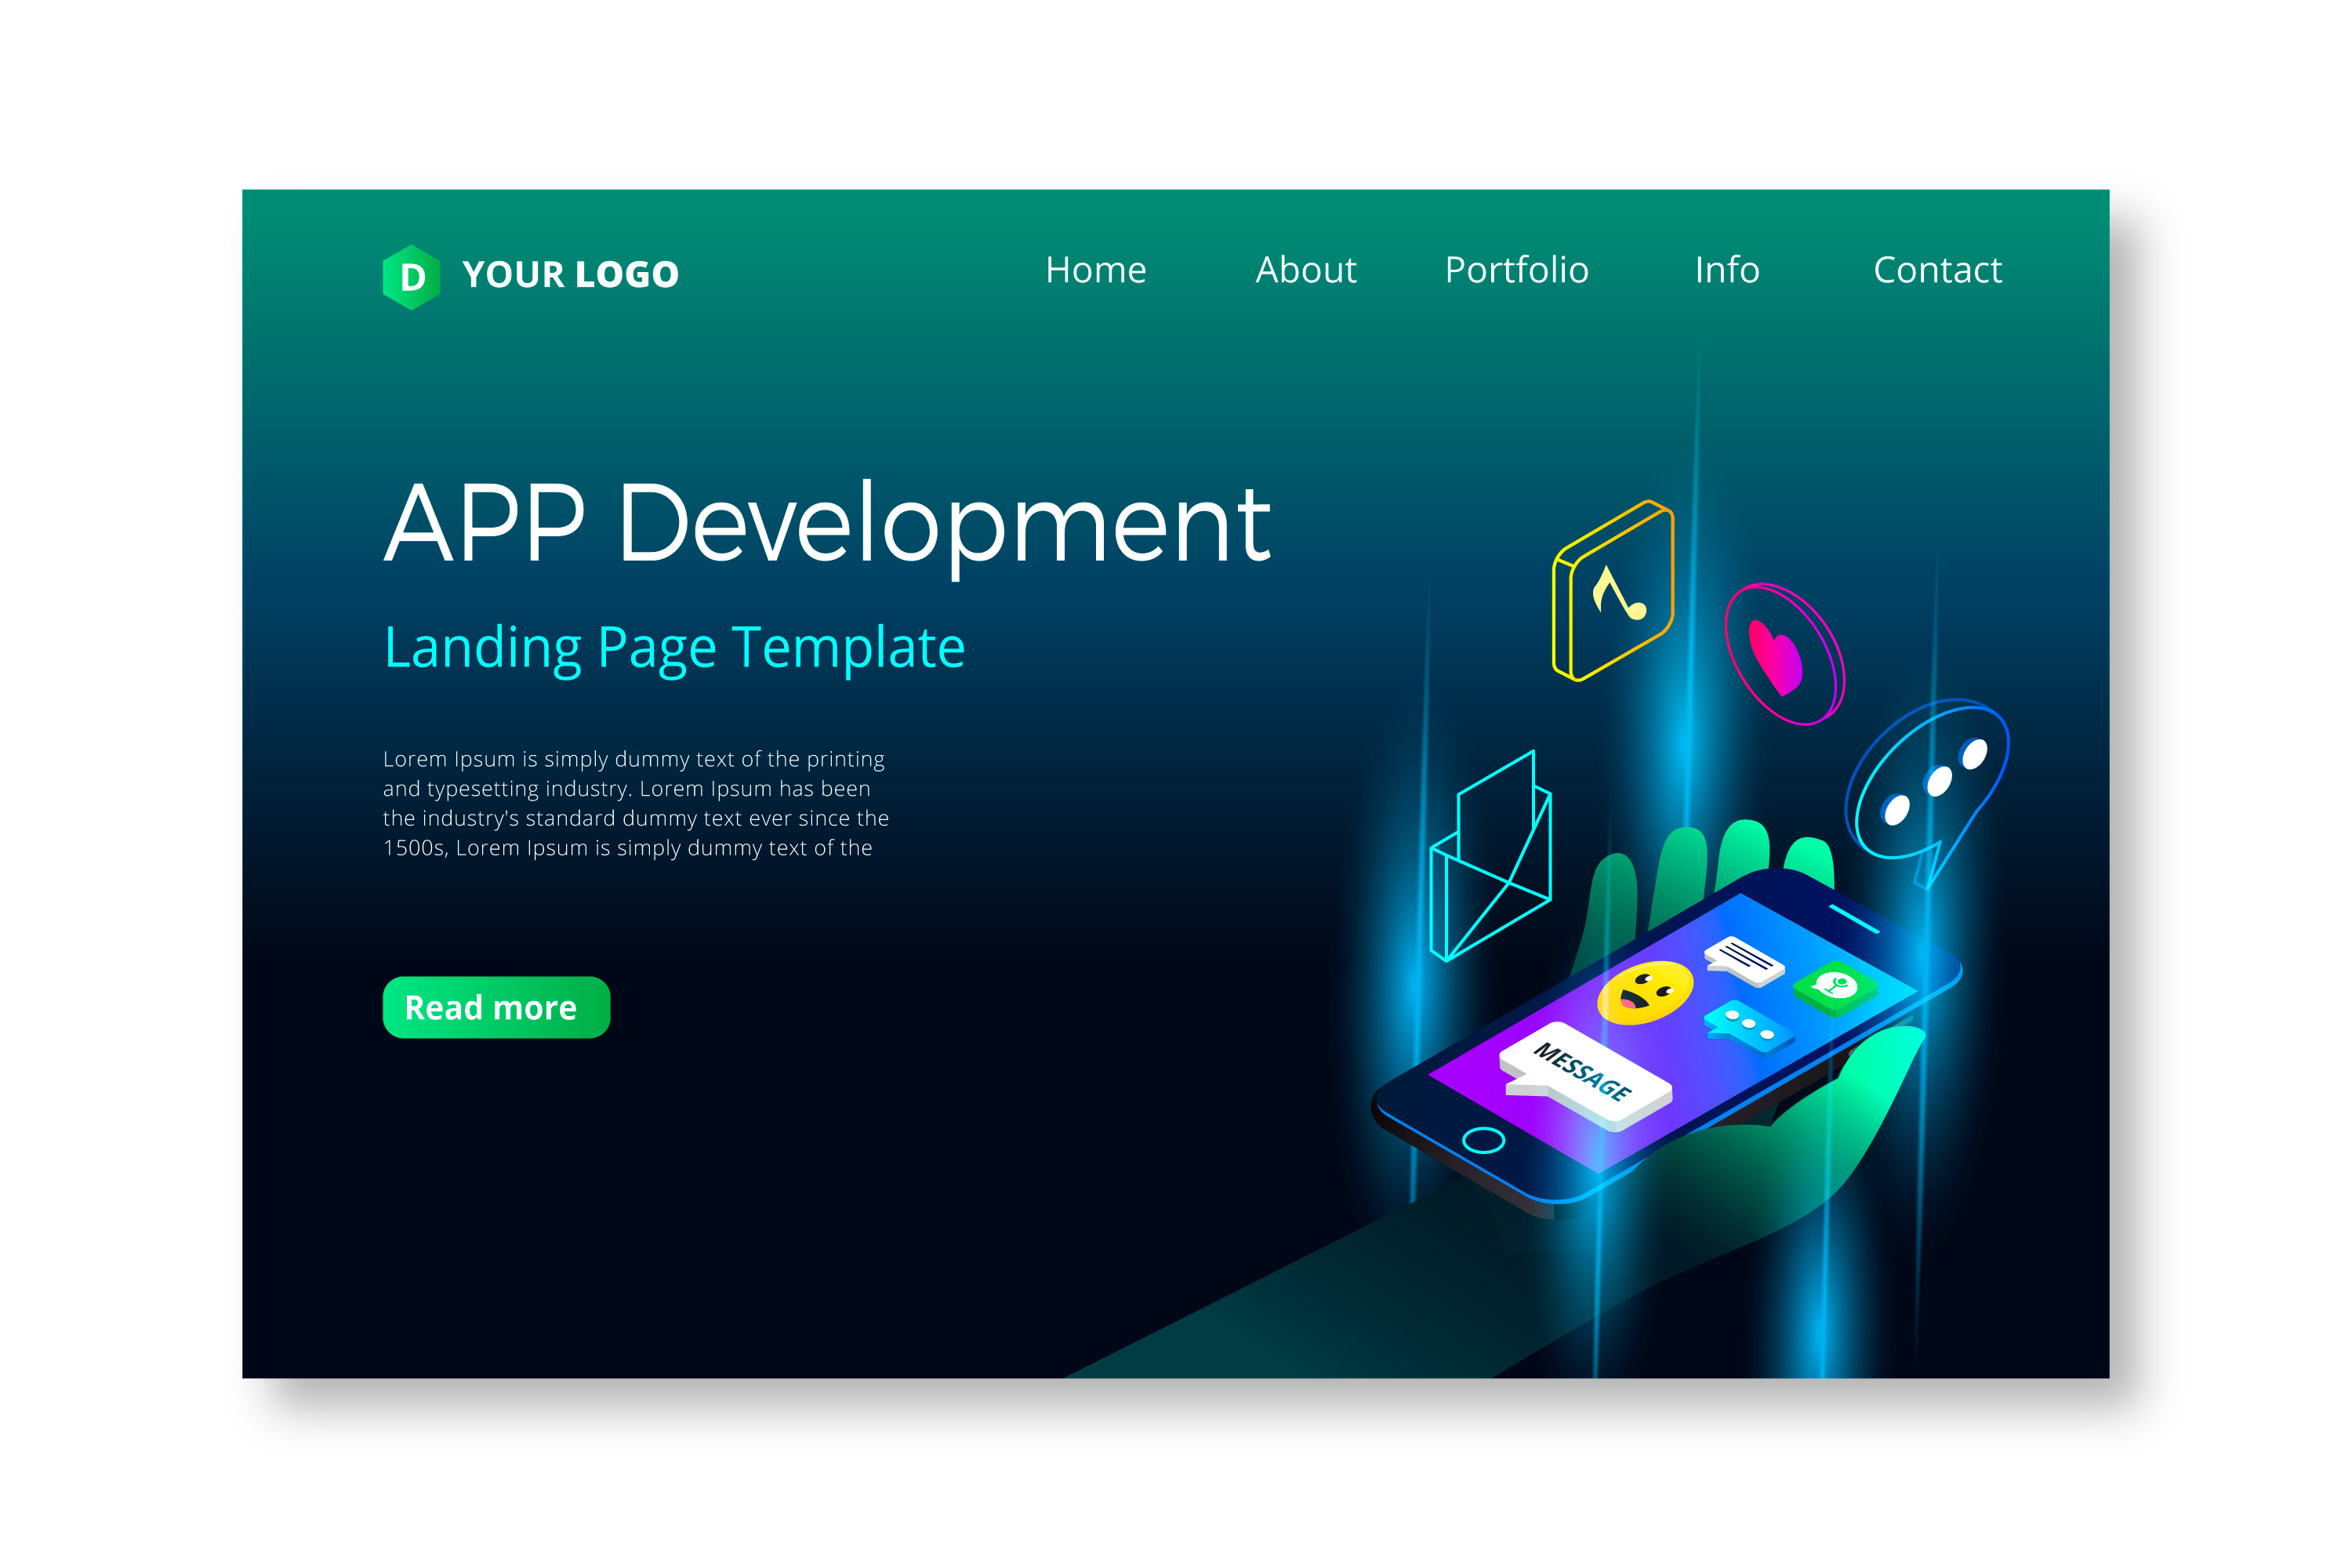 D YOUR LOGO Home About Portfolio Info Contact
APP Development
Landing Page Template
Lorem Ipsum is simply dummy text of the printing
and typesetting industry. Lorem Ipsum has been
the industry's standard dummy text ever since the
1500s, Lorem Ipsum is simply dummy text of the
Read more
MESSAGE